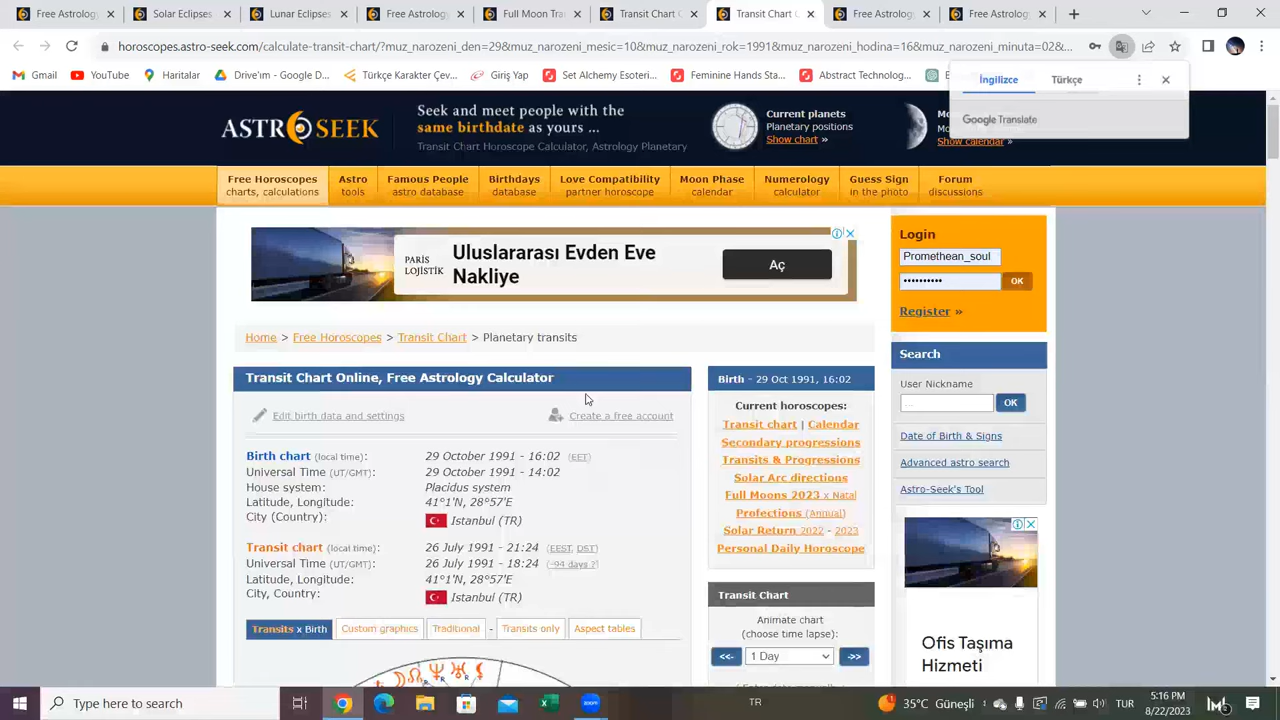 Free Astrology
Solar Eclipses
Lunar Eclipses
Free Astrology
Full Moon Tra
Transit Chart C
Transit Chart C
Free Astrology
Free Astrology
horoscopes.astro-seek.com/calculate-transit-chart/?muz_narozeni_den=29&muz_narozeni_mesic=10&muz_narozeni_rok=1991&muz_narozeni_hodina=16&muz_narozeni_minuta=02&...
Gmail
YouTube
Haritalar
Drive'ım - Google D...
Türkçe Karakter Çev...
Giriş Yap
Set Alchemy Esoteri...
Feminine Hands Sta...
Abstract Technolog...
İngilizce
Türkçe
Google Translate
ASTRO SEEK
Seek and meet people with the
same birthdate as yours ...
Transit Chart Horoscope Calculator, Astrology Planetary
Current planets
Planetary positions
Show chart »
Show calendar »
Free Horoscopes
charts, calculations
Astro
tools
Famous People
astro database
Birthdays
database
Love Compatibility
partner horoscope
Moon Phase
calendar
Numerology
calculator
Guess Sign
in the photo
Forum
discussions
PARİS
LOJİSTİK
Uluslararası Evden Eve
Nakliye
Aç
Login
Promethean_soul
••••••••••
OK
Register »
Home > Free Horoscopes > Transit Chart > Planetary transits
Transit Chart Online, Free Astrology Calculator
Edit birth data and settings
Create a free account
Birth chart (local time): 29 October 1991 - 16:02 (EET)
Universal Time (UT/GMT): 29 October 1991 - 14:02
House system: Placidus system
Latitude, Longitude: 41°1'N, 28°57'E
City (Country): Istanbul (TR)
Transit chart (local time): 26 July 1991 - 21:24 (EEST, DST)
Universal Time (UT/GMT): 26 July 1991 - 18:24 (-94 days ?)
Latitude, Longitude: 41°1'N, 28°57'E
City, Country: Istanbul (TR)
Transits x Birth
Custom graphics
Traditional
-
Transits only
Aspect tables
Birth - 29 Oct 1991, 16:02
Current horoscopes:
Transit chart | Calendar
Secondary progressions
Transits & Progressions
Solar Arc directions
Full Moons 2023 x Natal
Profections (Annual)
Solar Return 2022 - 2023
Personal Daily Horoscope
Transit Chart
Animate chart
(choose time lapse):
<<-
1 Day
->>
Search
User Nickname
...
OK
Date of Birth & Signs
Advanced astro search
Astro-Seek's Tool
Ofis Taşıma
Hizmeti
Type here to search
TR
1
35°C Güneşli
TUR
5:16 PM
8/22/2023